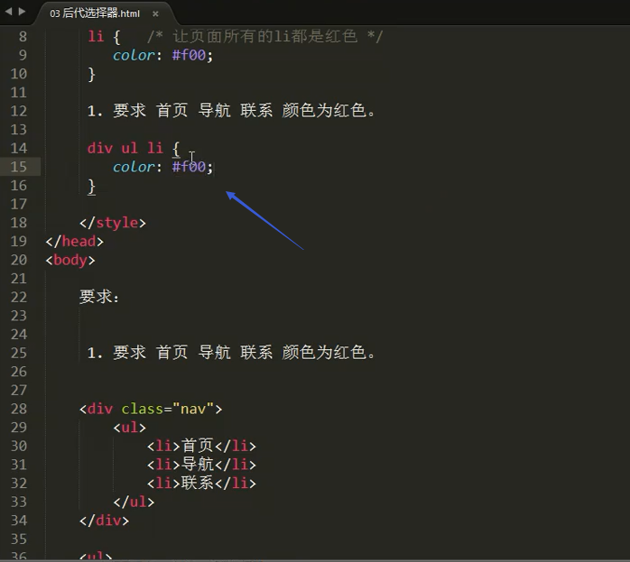 03 后代选择器.html ×
8 li { /* 让页面所有的li都是红色 */
9 color: #f00;
10 }
11
12 1. 要求 首页 导航 联系 颜色为红色。
13
14 div ul li {
15 color: #f00;
16 }
17
18 </style>
19 </head>
20 <body>
21
22 要求：
23
24
25 1. 要求 首页 导航 联系 颜色为红色。
26
27
28 <div class="nav">
29 <ul>
30 <li>首页</li>
31 <li>导航</li>
32 <li>联系</li>
33 </ul>
34 </div>
35
36 <ul>